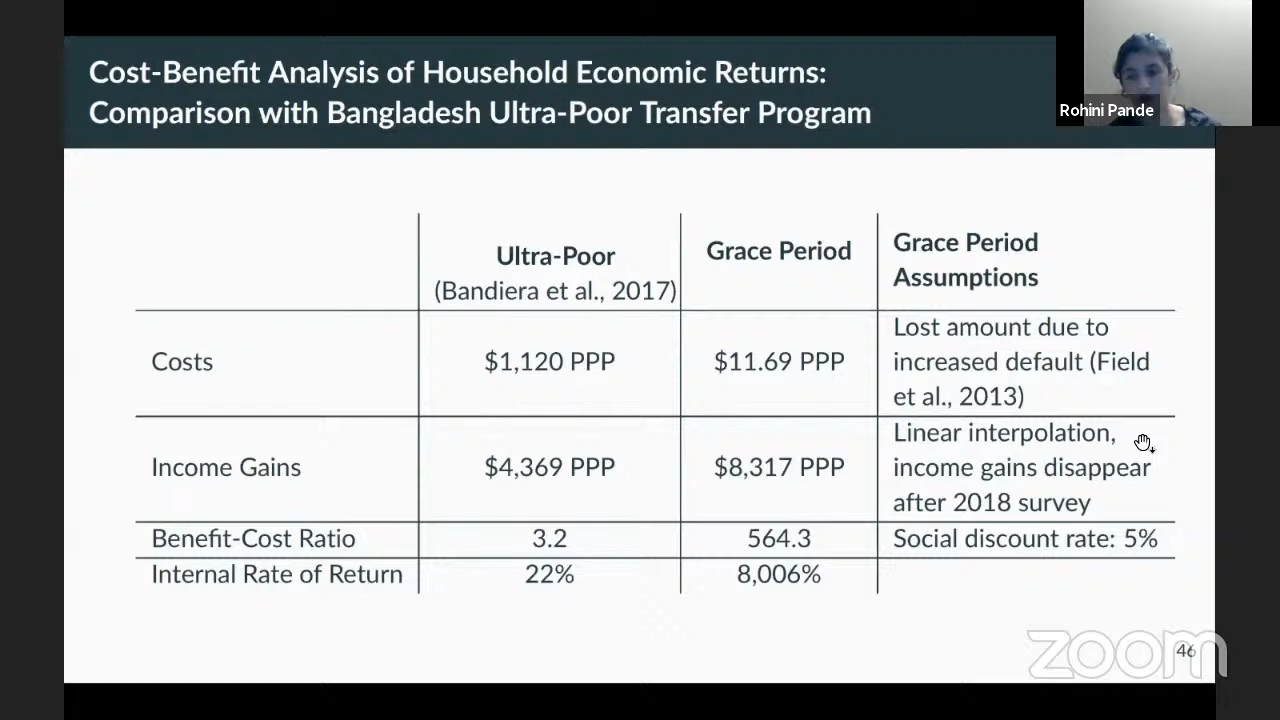 Cost-Benefit Analysis of Household Economic Returns:
Comparison with Bangladesh Ultra-Poor Transfer Program
Rohini Pande
Ultra-Poor
(Bandiera et al., 2017)
Grace Period
Grace Period
Assumptions
Costs
$1,120 PPP
$11.69 PPP
Lost amount due to
increased default (Field
et al., 2013)
Income Gains
$4,369 PPP
$8,317 PPP
Linear interpolation,
income gains disappear
after 2018 survey
Benefit-Cost Ratio
3.2
564.3
Social discount rate: 5%
Internal Rate of Return
22%
8,006%
zoom
46